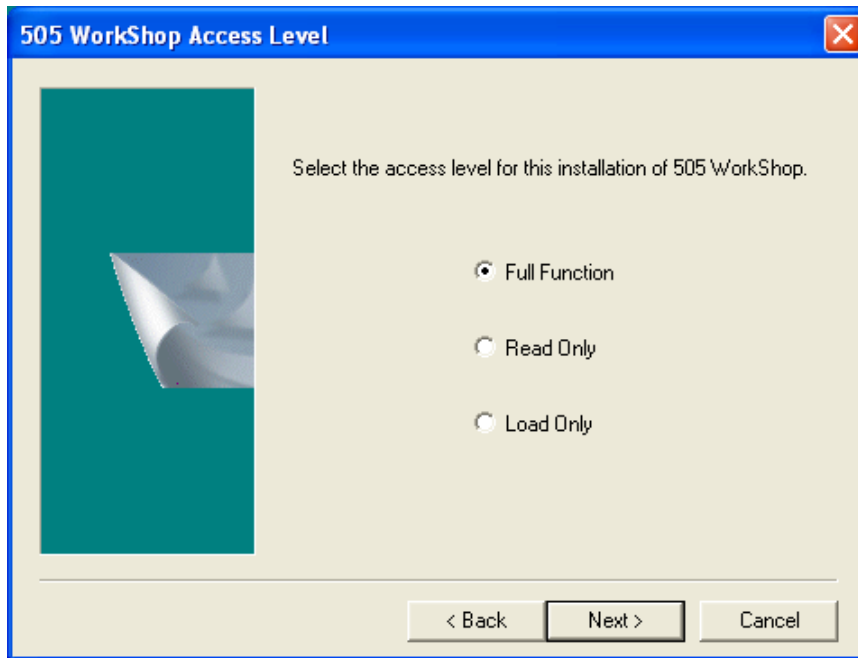 505 WorkShop Access Level
Select the access level for this installation of 505 WorkShop.
Full Function
Read Only
Load Only
< Back
Next >
Cancel